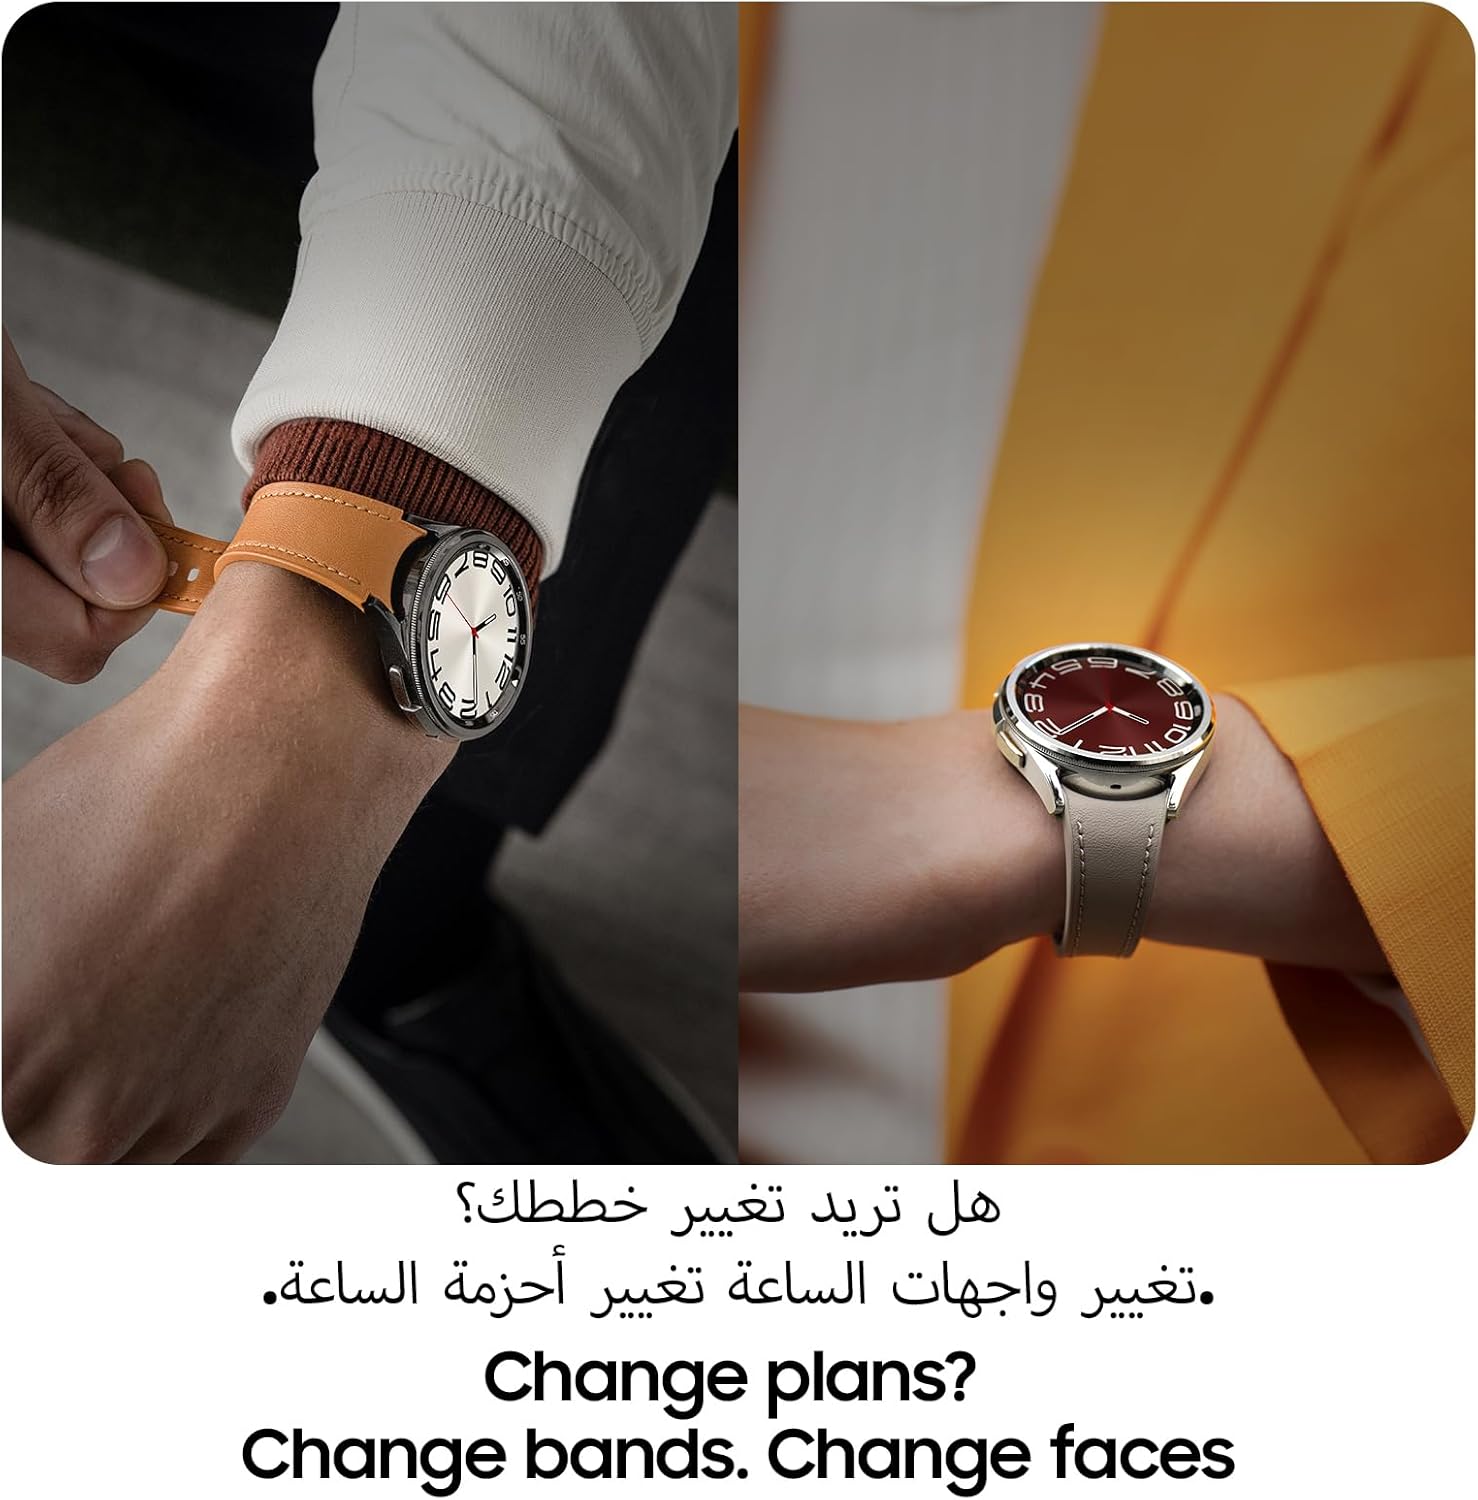 هل تريد تغيير خططك؟
.تغيير واجهات الساعة تغيير أحزمة الساعة.
Change plans?
Change bands. Change faces